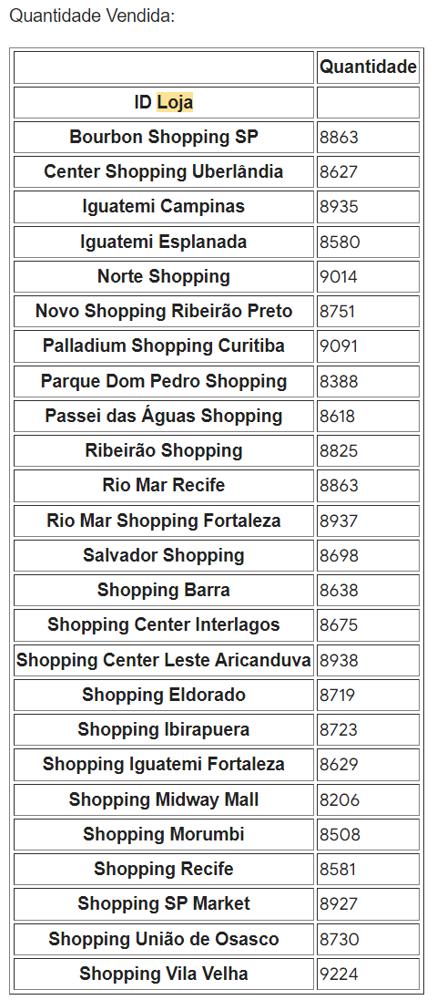 Quantidade Vendida:
Quantidade
ID Loja
Bourbon Shopping SP 8863
Center Shopping Uberlândia 8627
Iguatemi Campinas 8935
Iguatemi Esplanada 8580
Norte Shopping 9014
Novo Shopping Ribeirão Preto 8751
Palladium Shopping Curitiba 9091
Parque Dom Pedro Shopping 8388
Passei das Águas Shopping 8618
Ribeirão Shopping 8825
Rio Mar Recife 8863
Rio Mar Shopping Fortaleza 8937
Salvador Shopping 8698
Shopping Barra 8638
Shopping Center Interlagos 8675
Shopping Center Leste Aricanduva 8938
Shopping Eldorado 8719
Shopping Ibirapuera 8723
Shopping Iguatemi Fortaleza 8629
Shopping Midway Mall 8206
Shopping Morumbi 8508
Shopping Recife 8581
Shopping SP Market 8927
Shopping União de Osasco 8730
Shopping Vila Velha 9224